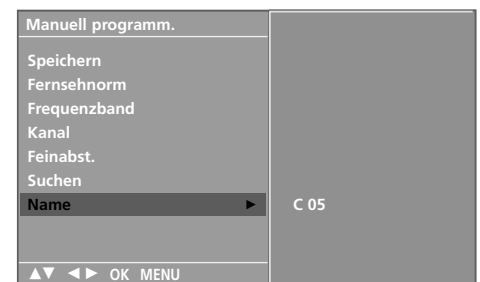 Manuell programm.
Speichern
Fernsehnorm
Frequenzband
Kanal
Feinabst.
Suchen
Name ► C 05
▲▼ ◄► OK MENU